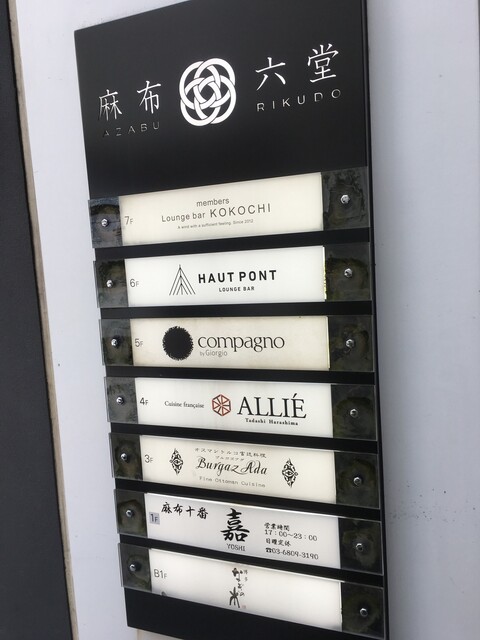 麻布 六堂
AZABU RIKUDO
7F
members
Lounge bar KOKOCHI
6F
HAUT PONT
LOUNGE BAR
5F
compagno
by Giorgio
4F
Cuisine française
ALLIÉ
Tadashi Harashima
3F
オスマントルコ宮廷料理
ブルガズアダ
Burgaz Ada
Fine Ottoman Cuisine
1F
麻布十番
嘉
YOSHI
営業時間
17:00〜23:00
日曜定休
☎03-6809-3190
B1F